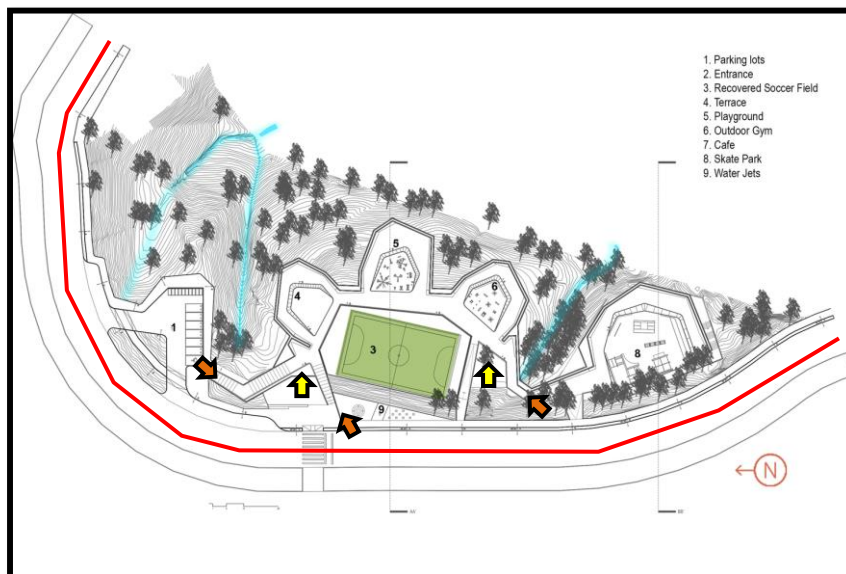 1. Parking lots
2. Entrance
3. Recovered Soccer Field
4. Terrace
5. Playground
6. Outdoor Gym
7. Cafe
8. Skate Park
9. Water Jets
5
6
4
1
3
8
9
N